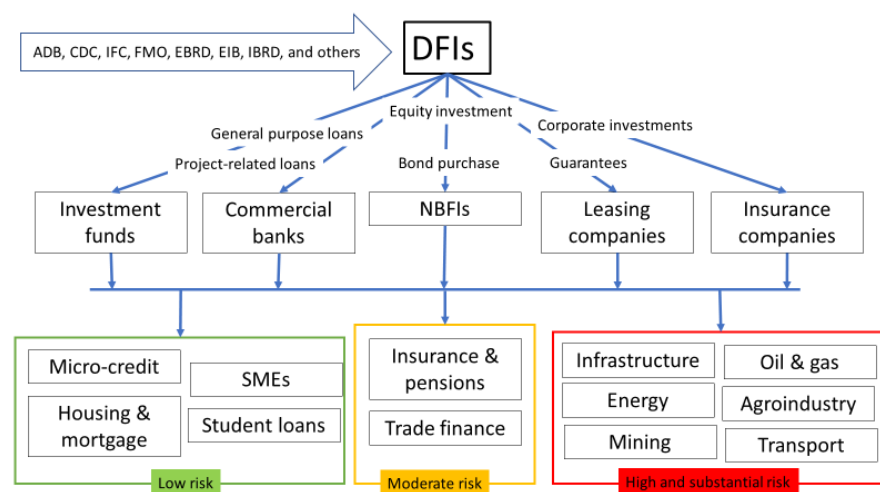 ADB, CDC, IFC, FMO, EBRD, EIB, IBRD, and others
DFIs
Equity investment
General purpose loans
Corporate investments
Project-related loans
Bond purchase
Guarantees
Investment
funds
Commercial
banks
NBFIs
Leasing
companies
Insurance
companies
Micro-credit
SMEs
Housing &
mortgage
Student loans
Low risk
Insurance &
pensions
Trade finance
Moderate risk
Infrastructure
Oil & gas
Energy
Agroindustry
Mining
Transport
High and substantial risk